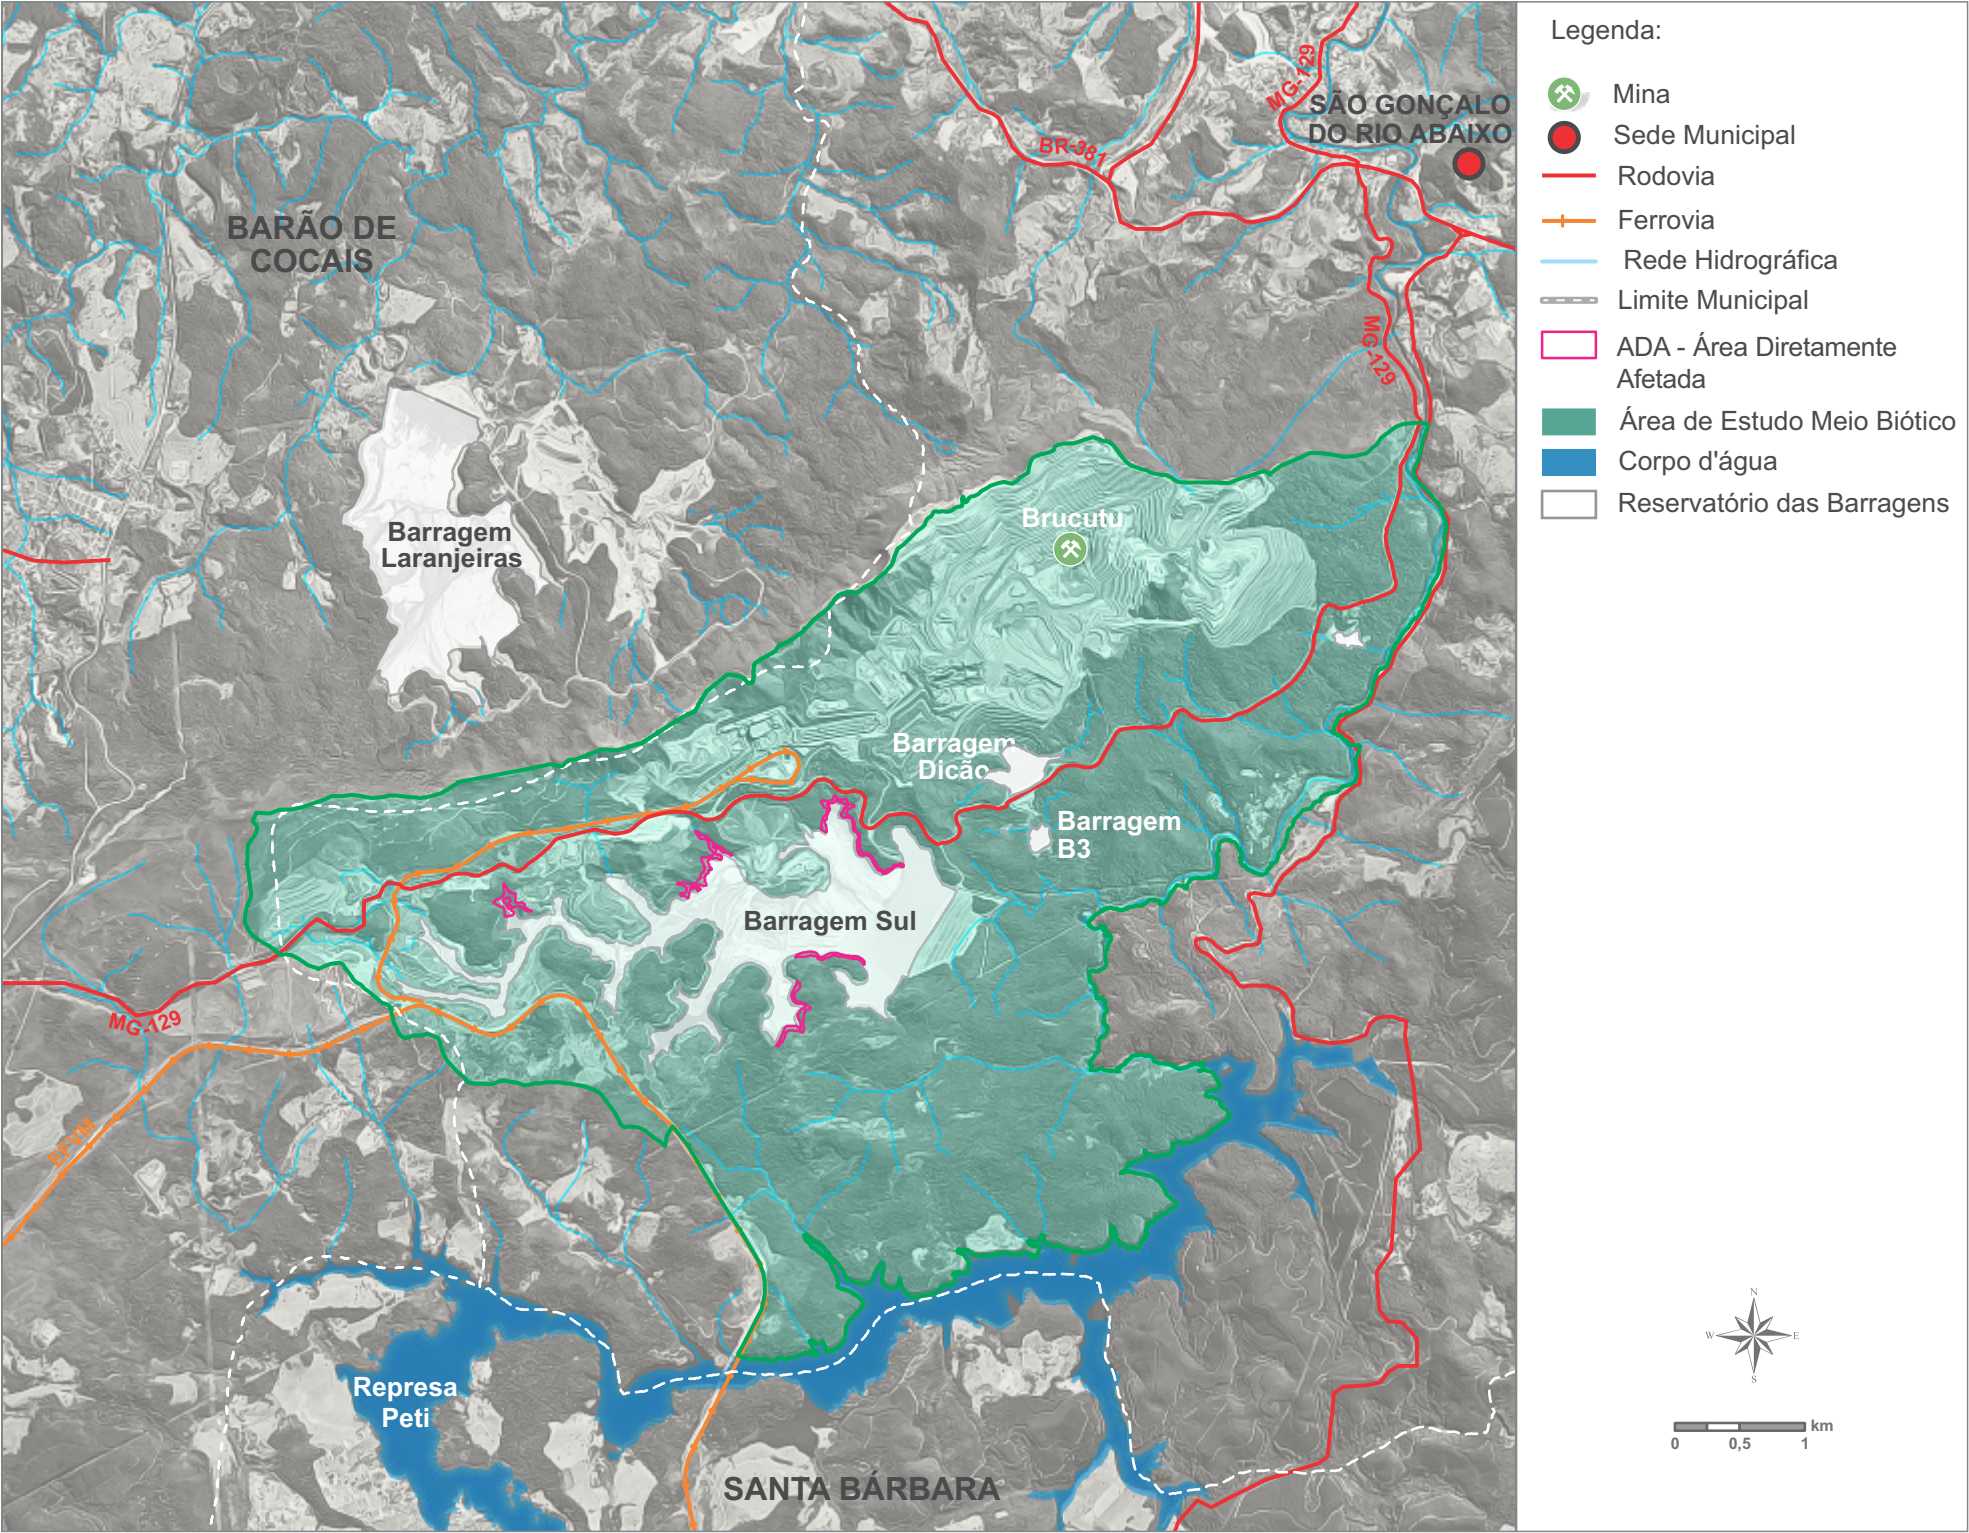 MG-129
SÃO GONÇALO
DO RIO ABAIXO
BR-381
BARÃO DE
COCAIS
MG-129
Brucutu
Barragem
Laranjeiras
Barragem
Dicão
Barragem
B3
Barragem Sul
MG-129
EFVM
Represa
Peti
SANTA BÁRBARA
Legenda:
Mina
Sede Municipal
Rodovia
Ferrovia
Rede Hidrográfica
Limite Municipal
ADA - Área Diretamente
Afetada
Área de Estudo Meio Biótico
Corpo d'água
Reservatório das Barragens
N
W E
S
km
0 0,5 1